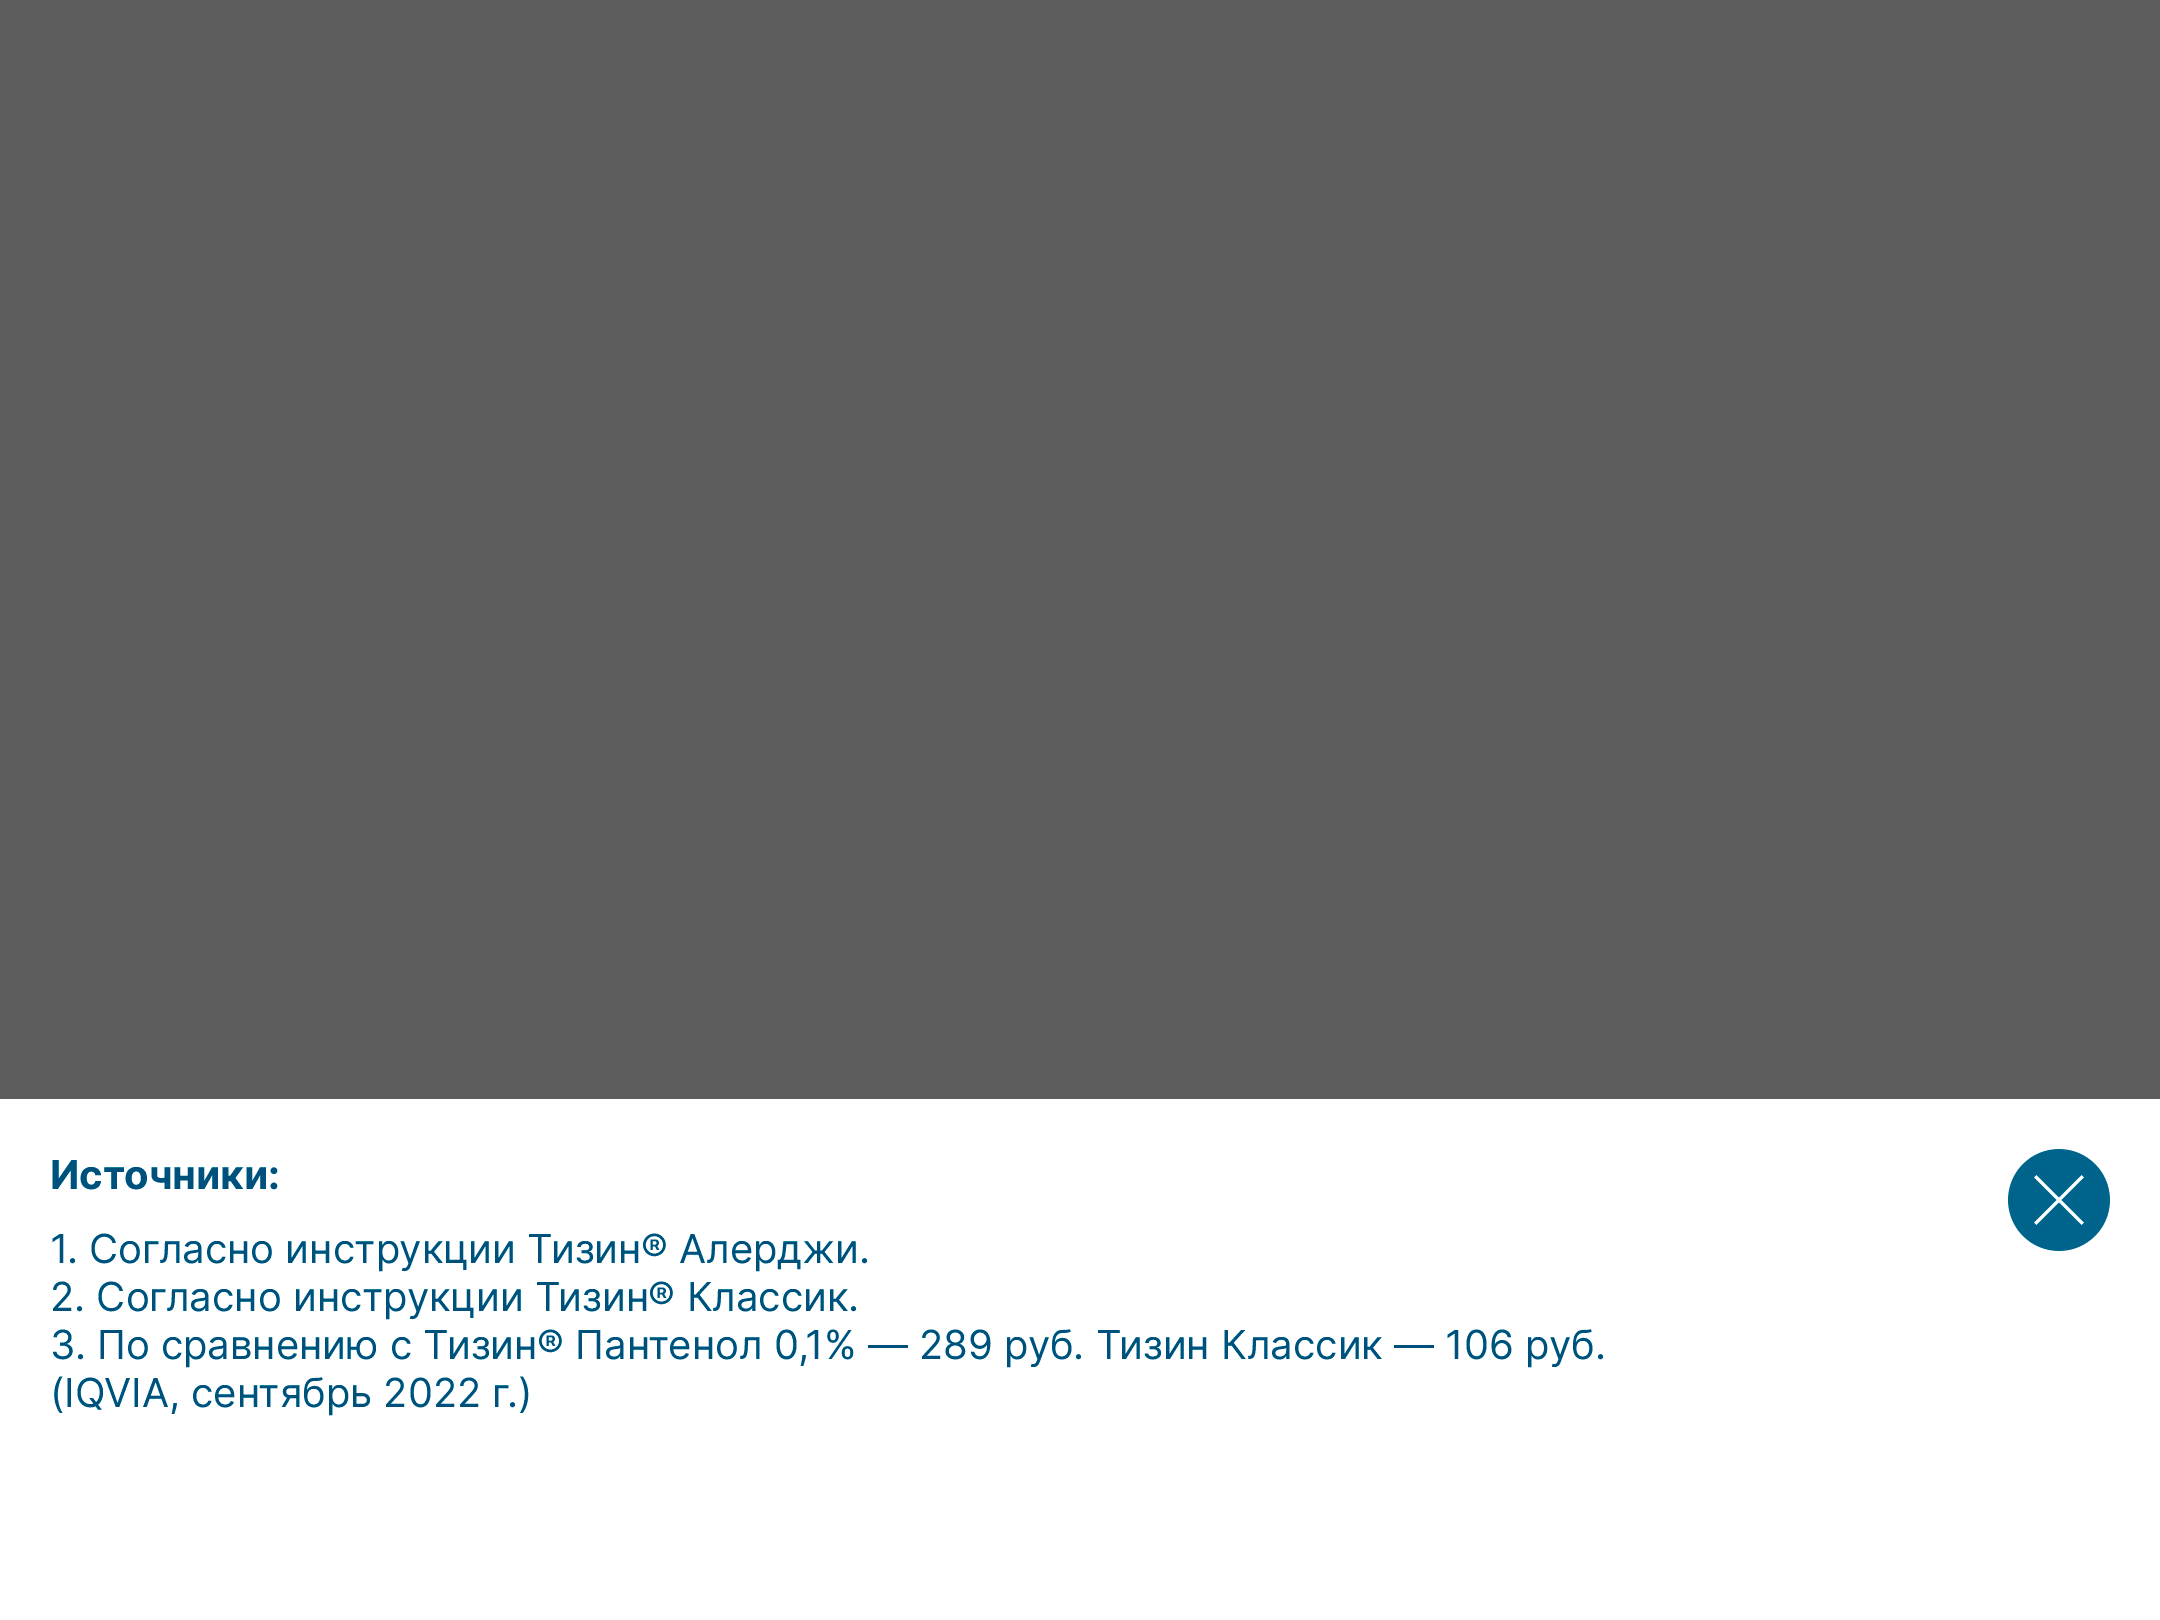 Источники:
1. Согласно инструкции Тизин® Алерджи.
2. Согласно инструкции Тизин® Классик.
3. По сравнению с Тизин® Пантенол 0,1% — 289 руб. Тизин Классик — 106 руб.
(IQVIA, сентябрь 2022 г.)